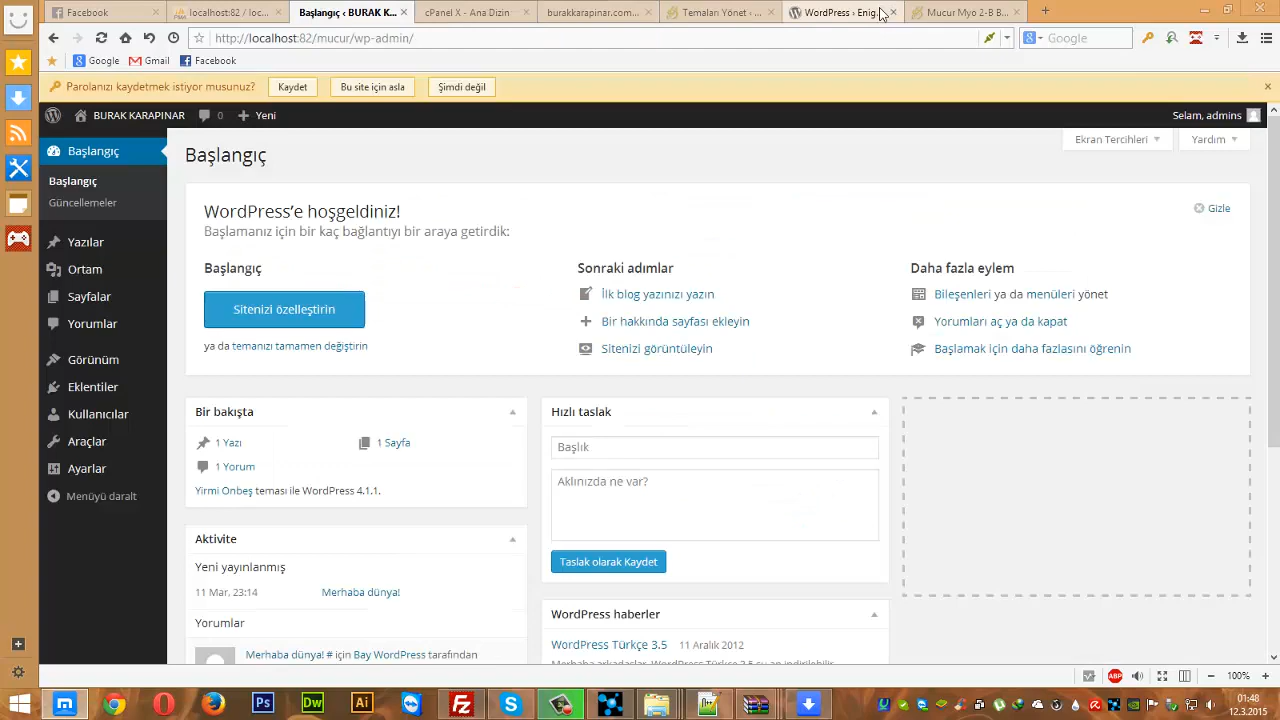 Facebook
localhost:82 / loc...
Başlangıç ‹ BURAK K...
cPanel X - Ana Dizin
burakkarapinar.com...
Temaları Yönet ‹ ...
WordPress › Enig
Mucur Myo 2-B B...
http://localhost:82/mucur/wp-admin/
Google
Google
Gmail
Facebook
Parolanızı kaydetmek istiyor musunuz?
Kaydet
Bu site için asla
Şimdi değil
BURAK KARAPINAR
0
Yeni
Selam, admins
Başlangıç
Başlangıç
Ekran Tercihleri
Yardım
Başlangıç
Güncellemeler
Yazılar
Ortam
Sayfalar
Yorumlar
Görünüm
Eklentiler
Kullanıcılar
Araçlar
Ayarlar
Menüyü daralt
WordPress'e hoşgeldiniz!
Gizle
Başlamanız için bir kaç bağlantıyı bir araya getirdik:
Başlangıç
Sitenizi özelleştirin
ya da temanızı tamamen değiştirin
Sonraki adımlar
İlk blog yazınızı yazın
Bir hakkında sayfası ekleyin
Sitenizi görüntüleyin
Daha fazla eylem
Bileşenleri ya da menüleri yönet
Yorumları aç ya da kapat
Başlamak için daha fazlasını öğrenin
Bir bakışta
1 Yazı
1 Sayfa
1 Yorum
Yirmi Onbeş teması ile WordPress 4.1.1.
Aktivite
Yeni yayınlanmış
11 Mar, 23:14
Merhaba dünya!
Yorumlar
Merhaba dünya! # için Bay WordPress tarafından
Hızlı taslak
Başlık
Aklınızda ne var?
Taslak olarak Kaydet
WordPress haberler
WordPress Türkçe 3.5 11 Aralık 2012
ABP
100%
Ps
Dw
Ai
Fz
S
01:48
12.3.2015